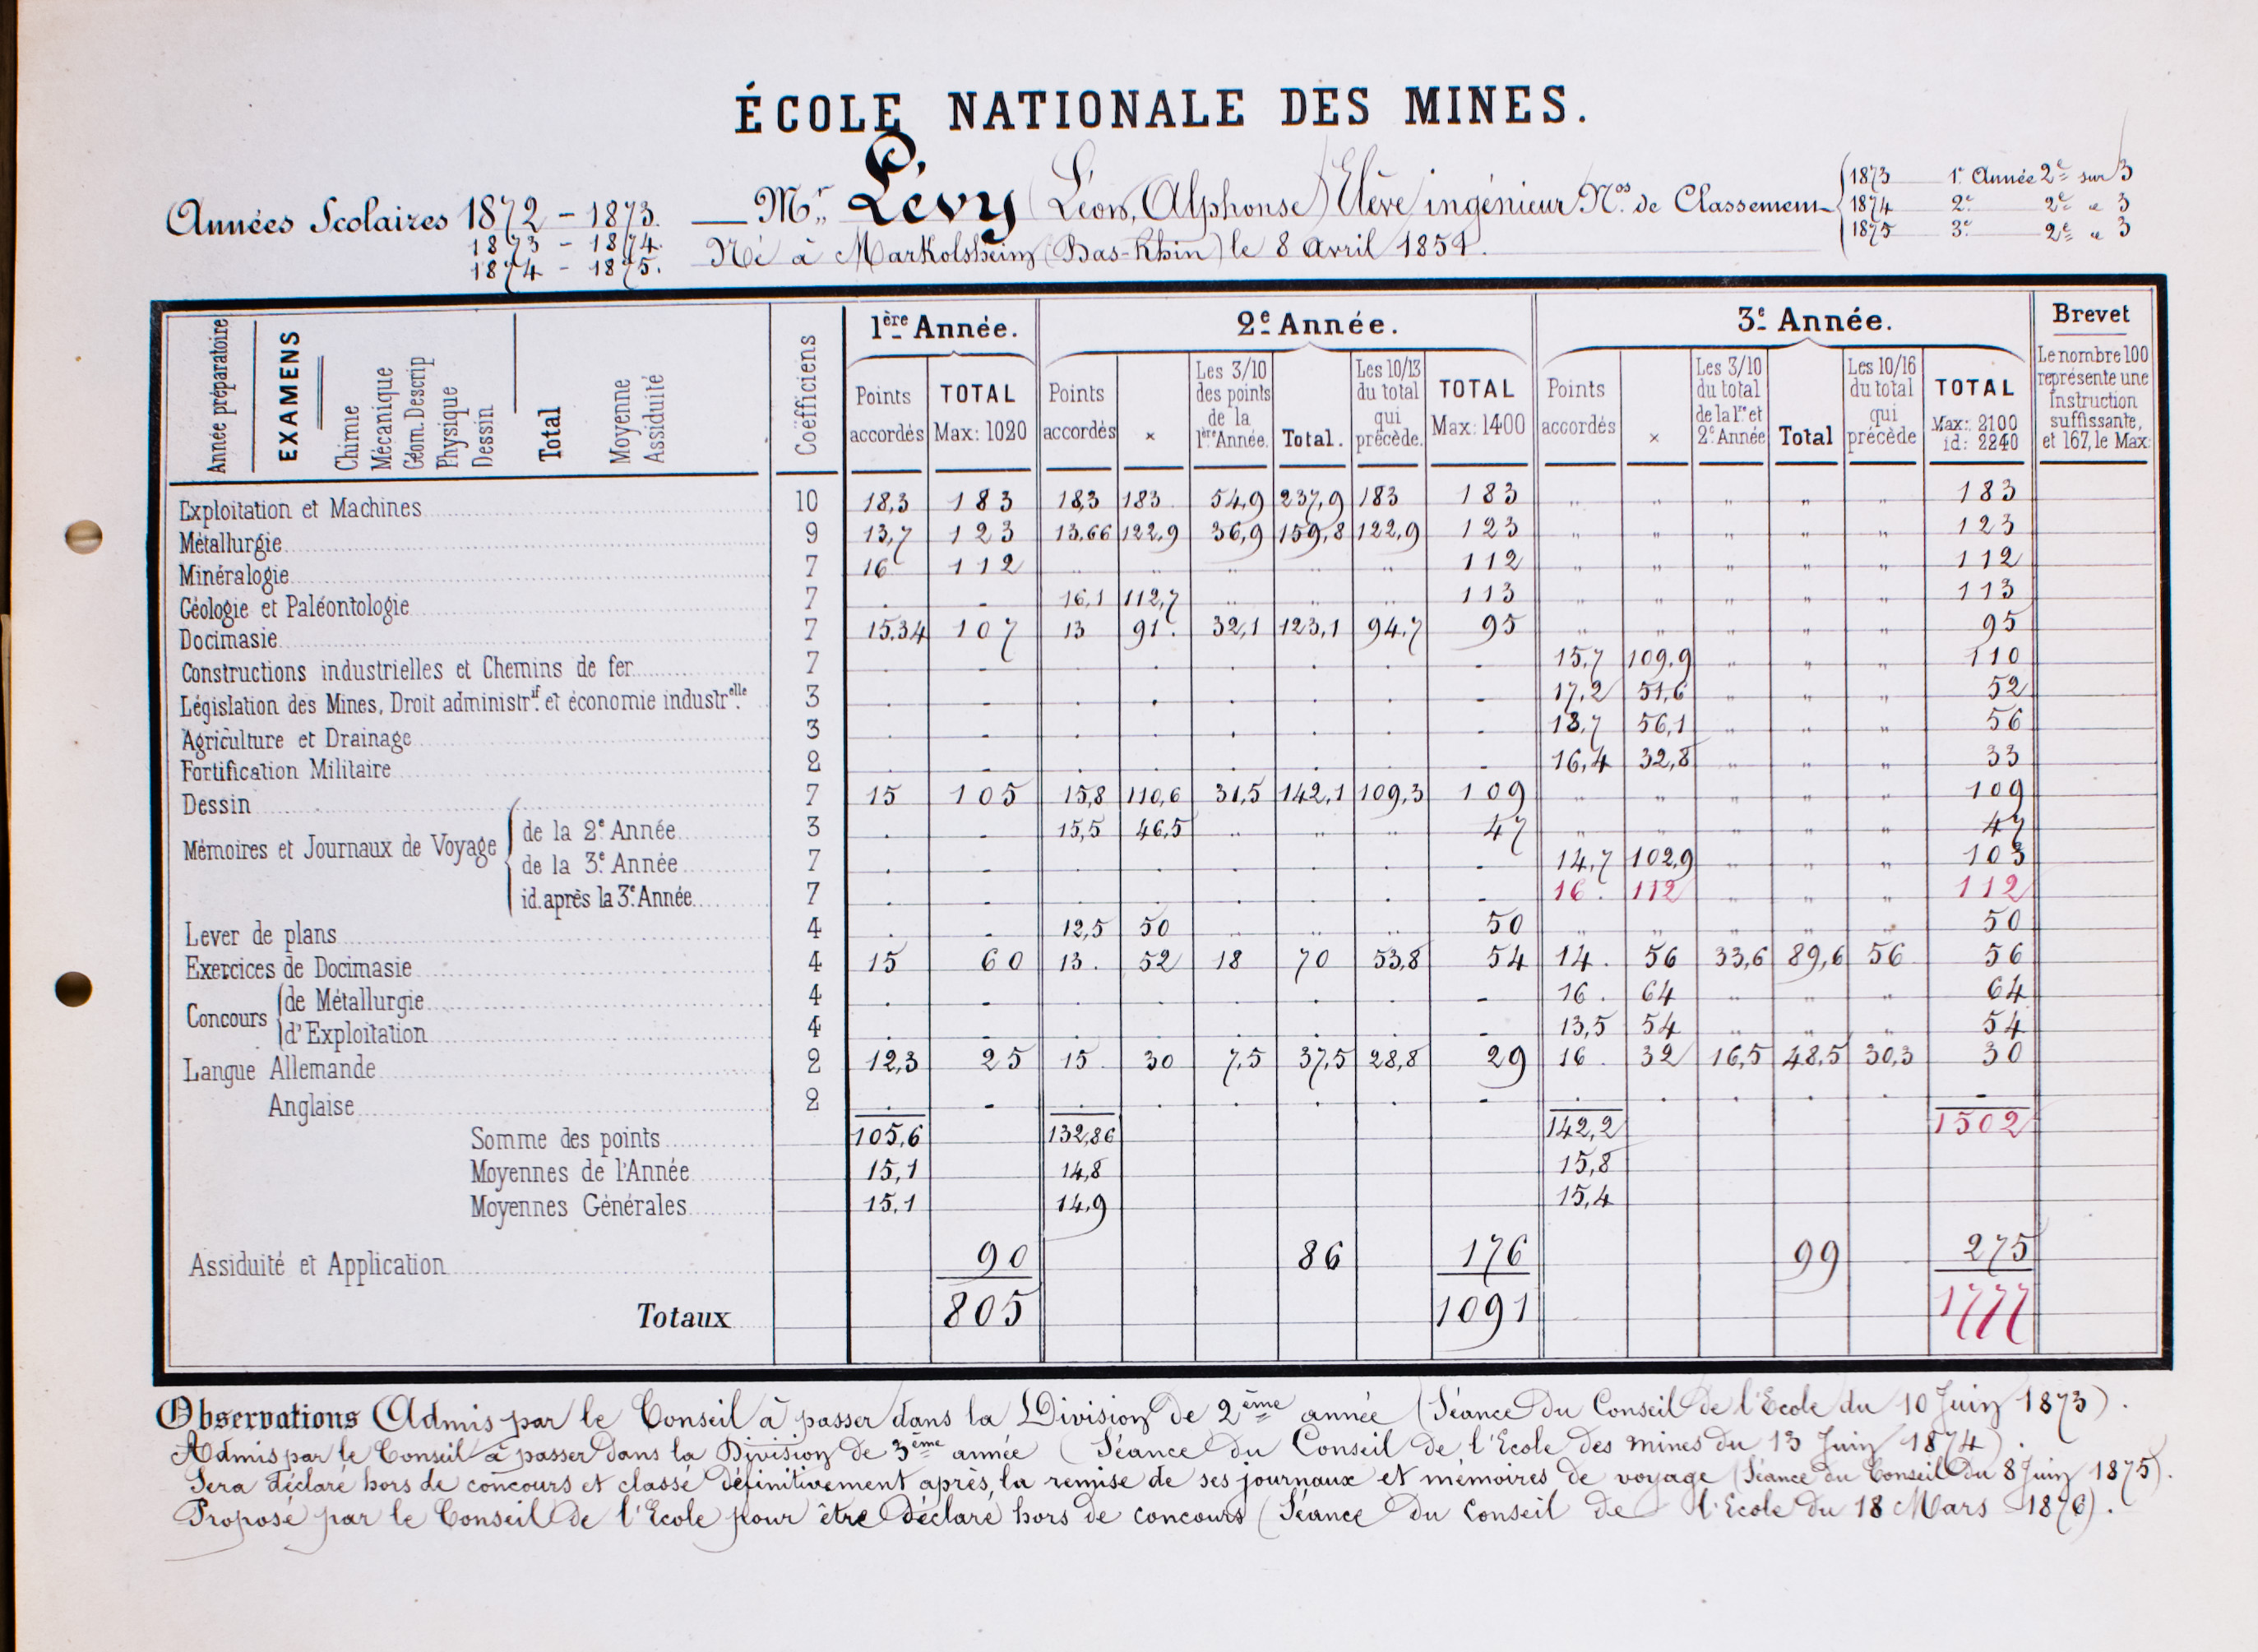 ÉCOLE NATIONALE DES MINES.
Années Scolaires 1872 - 1873. Mr Lévy (Léon, Alphonse) Elève ingénieur Nos de Classement 1873 1re Année 2e sur 3
1873 - 1874. 1874 2e 2e " 3
1874 - 1875. Né à Markolsheim (Bas-Rhin) le 8 Avril 1851. 1875 3e 2e " 3
Année préparatoire EXAMENS Chimie Mécanique Géom. Descrip Physique Dessin Total Moyenne Assiduité Coëfficiens
1ère Année. 2e Année. 3e Année. Brevet
Points accordés TOTAL Max: 1020
Points accordés × Les 3/10 des points de la 1ère Année. Total. Les 10/13 du total qui précède. TOTAL Max: 1400
Points accordés × Les 3/10 du total de la 1re et 2e Année Total Les 10/16 du total qui précède TOTAL Max: 2100 id: 2240
Le nombre 100 représente une Instruction suffissante, et 167, le Max:
Exploitation et Machines 10 18,3 183 18,3 183 54,9 237,9 183 183 " " " " " 183
Métallurgie 9 13,7 123 13,66 122,9 36,9 159,8 122,9 123 " " " " " 123
Minéralogie 7 16 112 " " " " " 112 " " " " " 112
Géologie et Paléontologie 7 . - 16,1 112,7 " " " 113 " " " " " 113
Docimasie 7 15,34 107 13 91. 32,1 123,1 94,7 95 " " " " " 95
Constructions industrielles et Chemins de fer 7 . - . . . . . - 15,7 109,9 " " " 110
Législation des Mines, Droit administr.if et économie industr.elle 3 . - . . . . . - 17,2 51,6 " " " 52
Agriculture et Drainage 3 . - . . . . . - 18,7 56,1 " " " 56
Fortification Militaire 2 . - . . . . . - 16,4 32,8 " " " 33
Dessin 7 15 105 15,8 110,6 31,5 142,1 109,3 109 " " " " " 109
Mémoires et Journaux de Voyage de la 2e Année 3 . - 15,5 46,5 " " " 47 " " " " " 47
de la 3e Année 7 . - . . . . . - 14,7 102,9 " " " 103
id. après la 3e Année 7 . - . . . . . - 16. 112 " " " 112
Lever de plans 4 . - 12,5 50 " " " 50 " " " " " 50
Exercices de Docimasie 4 15 60 13. 52 18 70 53,8 54 14. 56 33,6 89,6 56 56
Concours de Métallurgie 4 . - . . . . . - 16. 64 " " " 64
d'Exploitation 4 . - . . . . . - 13,5 54 " " " 54
Langue Allemande 2 12,3 25 15. 30 7,5 37,5 28,8 29 16. 32 16,5 48,5 30,3 30
Anglaise 2 . - . . . . . - . . . . . -
Somme des points 105,6 132,86 142,2 1502
Moyennes de l'Année 15,1 14,8 15,8
Moyennes Générales 15,1 14,9 15,4
Assiduité et Application 90 86 176 99 275
Totaux 805 1091 1777
Observations Admis par le Conseil à passer dans la Division de 2ème année (Séance du Conseil de l'Ecole du 10 Juin 1873).
Admis par le Conseil à passer dans la Division de 3ème année (Séance du Conseil de l'Ecole des mines du 13 Juin 1874).
Sera déclaré hors de concours et classé définitivement après, la remise de ses journaux et mémoires de voyage (Séance du Conseil du 8 Juin 1875).
Proposé par le Conseil de l'Ecole pour être déclaré hors de concours (Séance du Conseil de l'Ecole du 18 Mars 1876).